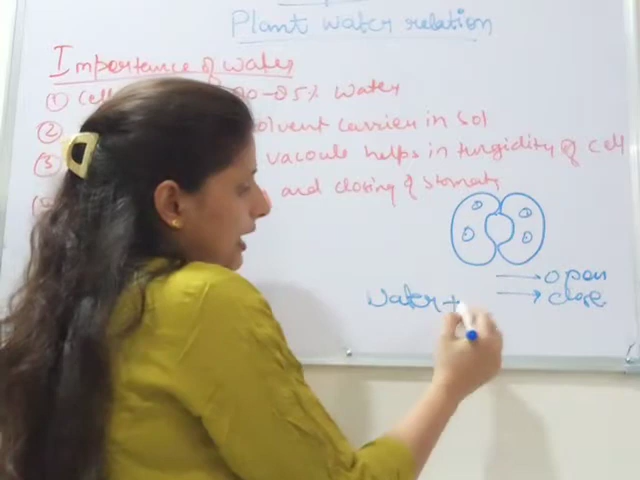 Plant water relation
Importance of water
① Cell 90-95% water
② solvent carrier in sol
③ vacoule helps in turgidity of cell
and closing of stomata
→ open
→ close
water +